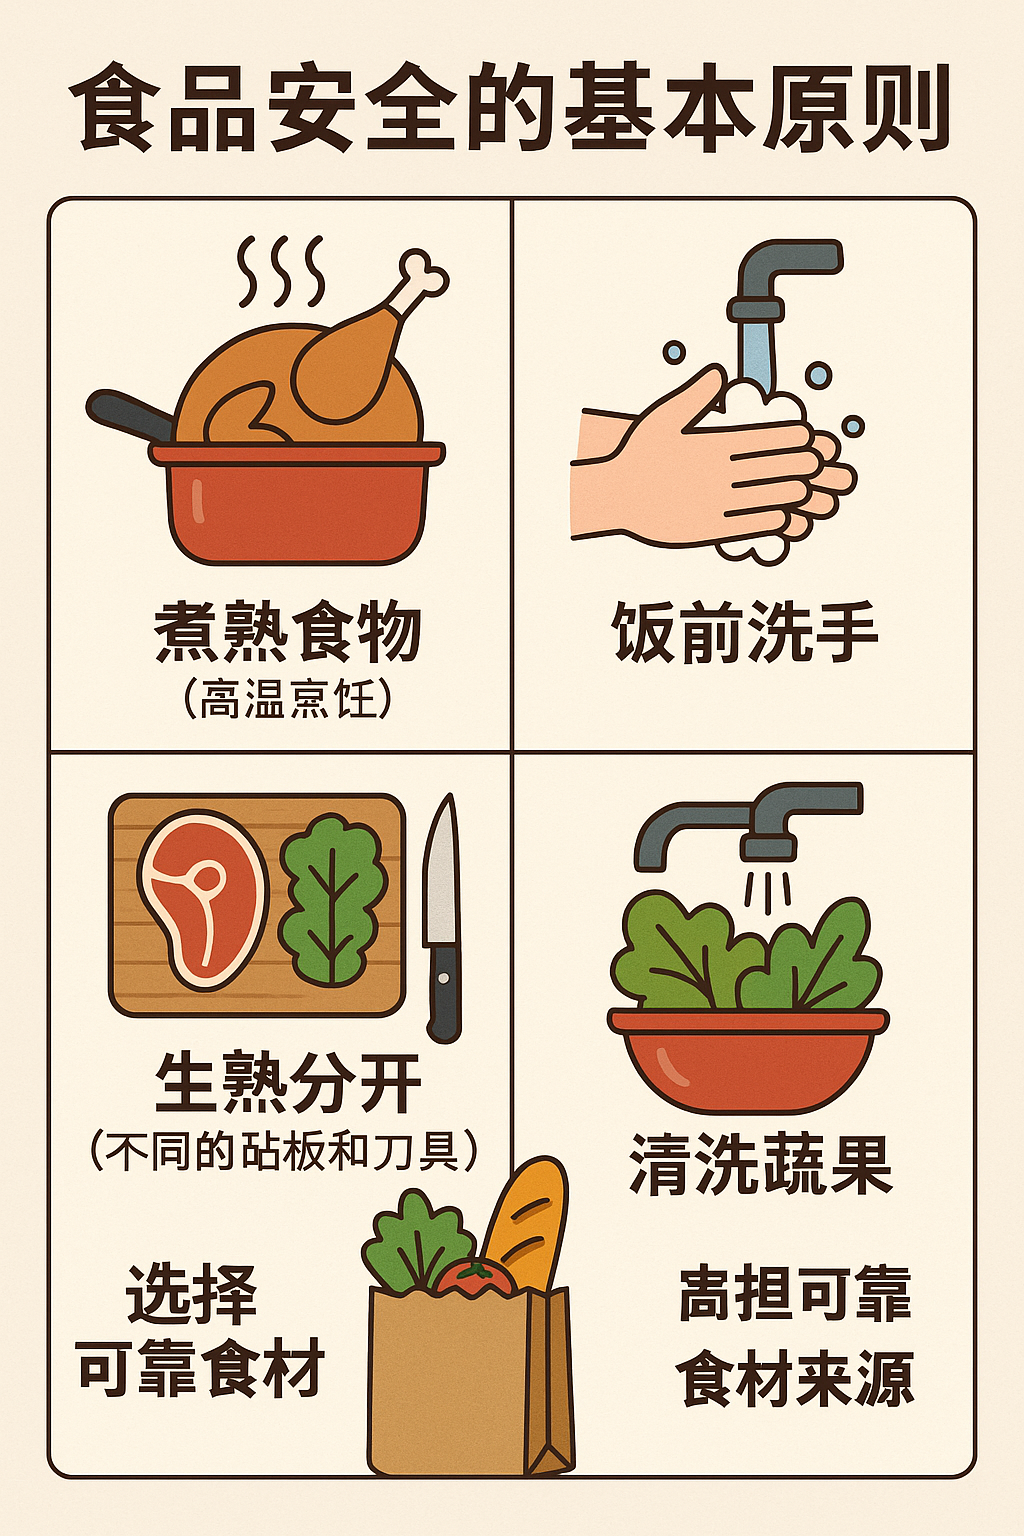 食品安全的基本原则
煮熟食物
（高温烹饪）
饭前洗手
生熟分开
（不同的砧板和刀具）
清洗蔬果
选择
可靠食材
担可靠
食材来源